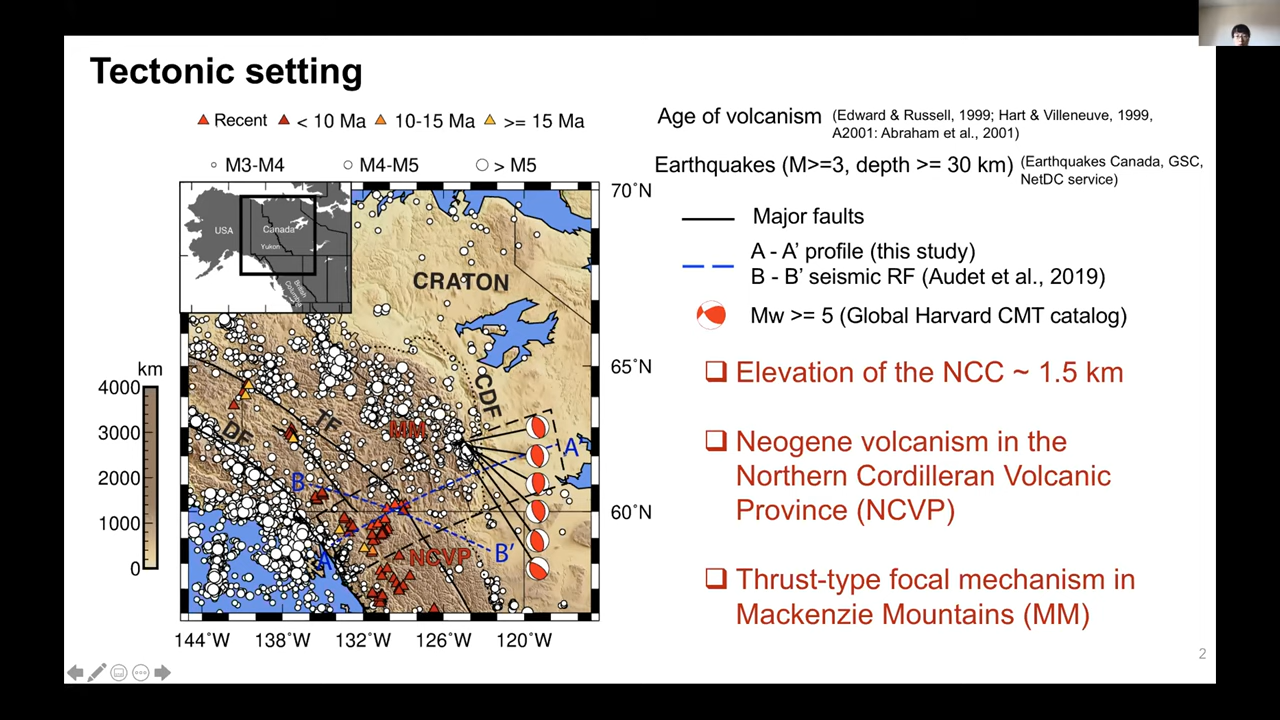 Tectonic setting
Recent < 10 Ma 10-15 Ma >= 15 Ma
M3-M4 M4-M5 > M5
USA
Canada
Yukon
British
Columbia
CRATON
CDF
TF
DF
MM
NCVP
A
A'
B
B'
70˚N
65˚N
60˚N
144˚W 138˚W 132˚W 126˚W 120˚W
km
4000
3000
2000
1000
0
Age of volcanism (Edward & Russell, 1999; Hart & Villeneuve, 1999,
A2001: Abraham et al., 2001)
Earthquakes (M>=3, depth >= 30 km) (Earthquakes Canada, GSC,
NetDC service)
Major faults
A - A’ profile (this study)
B - B’ seismic RF (Audet et al., 2019)
Mw >= 5 (Global Harvard CMT catalog)
Elevation of the NCC ~ 1.5 km
Neogene volcanism in the
Northern Cordilleran Volcanic
Province (NCVP)
Thrust-type focal mechanism in
Mackenzie Mountains (MM)
2